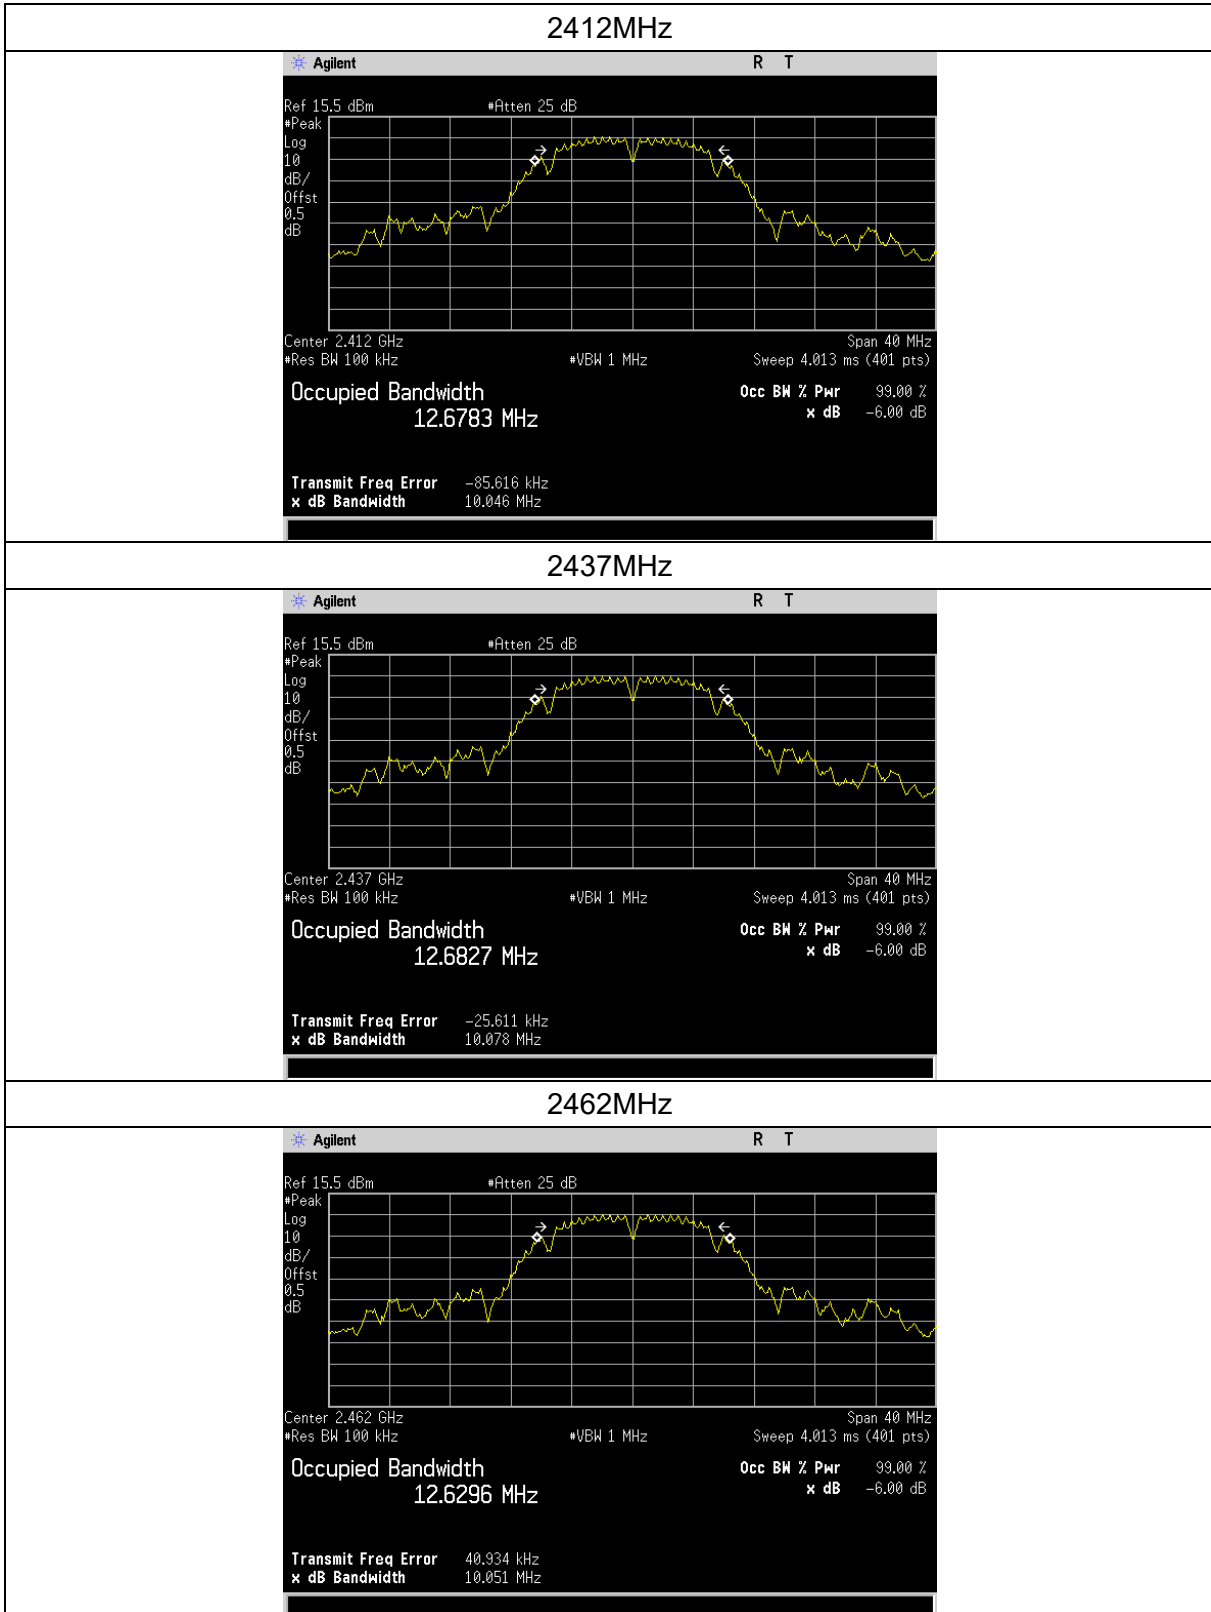 2412MHz
Agilent R T
Ref 15.5 dBm #Atten 25 dB
#Peak
Log
10
dB/
Offst
0.5
dB
Center 2.412 GHz Span 40 MHz
#Res BW 100 kHz #VBW 1 MHz Sweep 4.013 ms (401 pts)
Occupied Bandwidth Occ BW % Pwr 99.00 %
12.6783 MHz x dB -6.00 dB
Transmit Freq Error -85.616 kHz
x dB Bandwidth 10.046 MHz
2437MHz
Agilent R T
Ref 15.5 dBm #Atten 25 dB
#Peak
Log
10
dB/
Offst
0.5
dB
Center 2.437 GHz Span 40 MHz
#Res BW 100 kHz #VBW 1 MHz Sweep 4.013 ms (401 pts)
Occupied Bandwidth Occ BW % Pwr 99.00 %
12.6827 MHz x dB -6.00 dB
Transmit Freq Error -25.611 kHz
x dB Bandwidth 10.078 MHz
2462MHz
Agilent R T
Ref 15.5 dBm #Atten 25 dB
#Peak
Log
10
dB/
Offst
0.5
dB
Center 2.462 GHz Span 40 MHz
#Res BW 100 kHz #VBW 1 MHz Sweep 4.013 ms (401 pts)
Occupied Bandwidth Occ BW % Pwr 99.00 %
12.6296 MHz x dB -6.00 dB
Transmit Freq Error 40.934 kHz
x dB Bandwidth 10.051 MHz